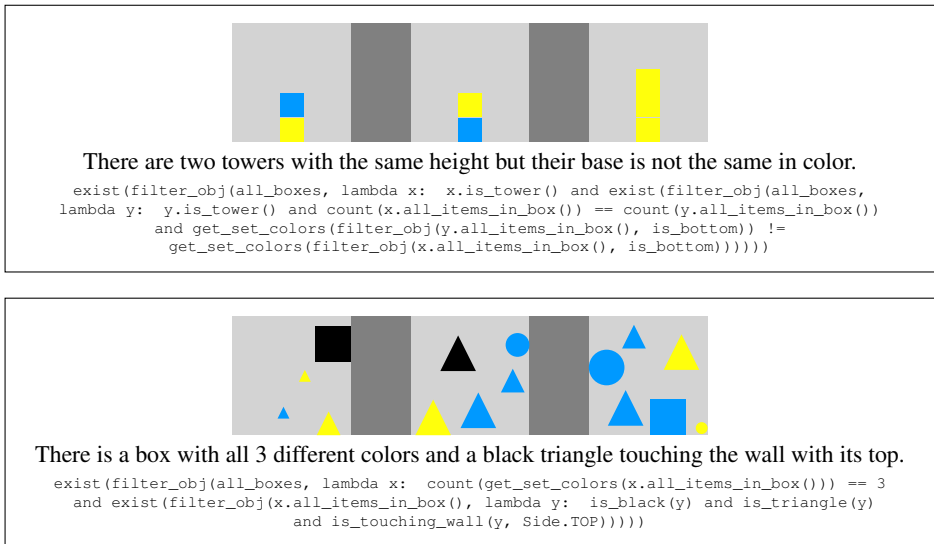 There are two towers with the same height but their base is not the same in color.
exist(filter_obj(all_boxes, lambda x: x.is_tower() and exist(filter_obj(all_boxes,
lambda y: y.is_tower() and count(x.all_items_in_box()) == count(y.all_items_in_box())
and get_set_colors(filter_obj(y.all_items_in_box(), is_bottom)) !=
get_set_colors(filter_obj(x.all_items_in_box(), is_bottom))))))
There is a box with all 3 different colors and a black triangle touching the wall with its top.
exist(filter_obj(all_boxes, lambda x: count(get_set_colors(x.all_items_in_box())) == 3
and exist(filter_obj(x.all_items_in_box(), lambda y: is_black(y) and is_triangle(y)
and is_touching_wall(y, Side.TOP)))))